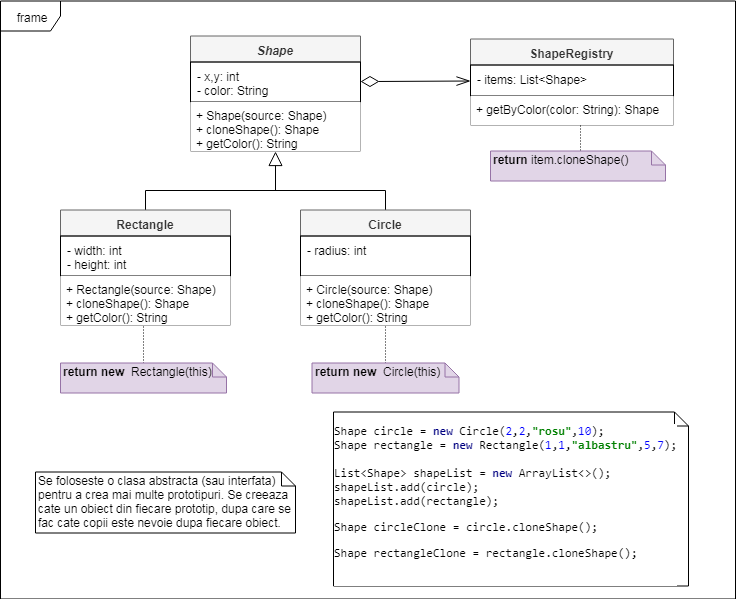 frame
Shape
- x,y: int
- color: String
+ Shape(source: Shape)
+ cloneShape(): Shape
+ getColor(): String
ShapeRegistry
- items: List<Shape>
+ getByColor(color: String): Shape
return item.cloneShape()
Rectangle
- width: int
- height: int
+ Rectangle(source: Shape)
+ cloneShape(): Shape
+ getColor(): String
Circle
- radius: int
+ Circle(source: Shape)
+ cloneShape(): Shape
+ getColor(): String
return new Rectangle(this)
return new Circle(this)
Shape circle = new Circle(2,2,"rosu",10);
Shape rectangle = new Rectangle(1,1,"albastru",5,7);
List<Shape> shapeList = new ArrayList<>();
shapeList.add(circle);
shapeList.add(rectangle);
Shape circleClone = circle.cloneShape();
Shape rectangleClone = rectangle.cloneShape();
Se foloseste o clasa abstracta (sau interfata)
pentru a crea mai multe prototipuri. Se creeaza
cate un obiect din fiecare prototip, dupa care se
fac cate copii este nevoie dupa fiecare obiect.